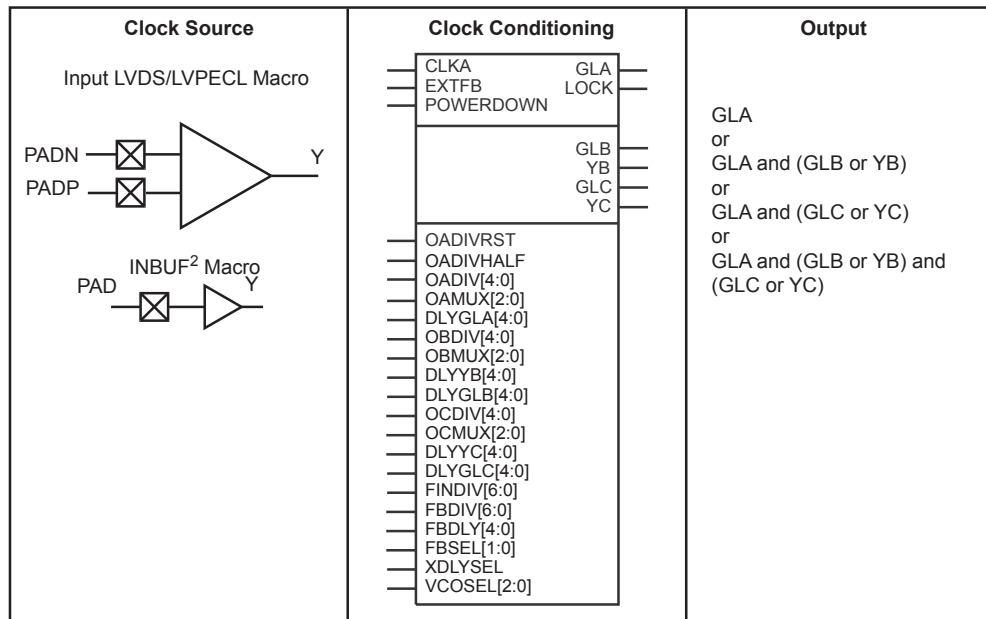 Clock Source
Input LVDS/LVPECL Macro
PADN
PADP
Y
INBUF2 Macro
PAD
Y
Clock Conditioning
CLKA
EXTFB
POWERDOWN
GLA
LOCK
GLB
YB
GLC
YC
OADIVRST
OADIVHALF
OADIV[4:0]
OAMUX[2:0]
DLYGLA[4:0]
OBDIV[4:0]
OBMUX[2:0]
DLYYB[4:0]
DLYGLB[4:0]
OCDIV[4:0]
OCMUX[2:0]
DLYYC[4:0]
DLYGLC[4:0]
FINDIV[6:0]
FBDIV[6:0]
FBDLY[4:0]
FBSEL[1:0]
XDLYSEL
VCOSEL[2:0]
Output
GLA
or
GLA and (GLB or YB)
or
GLA and (GLC or YC)
or
GLA and (GLB or YB) and
(GLC or YC)